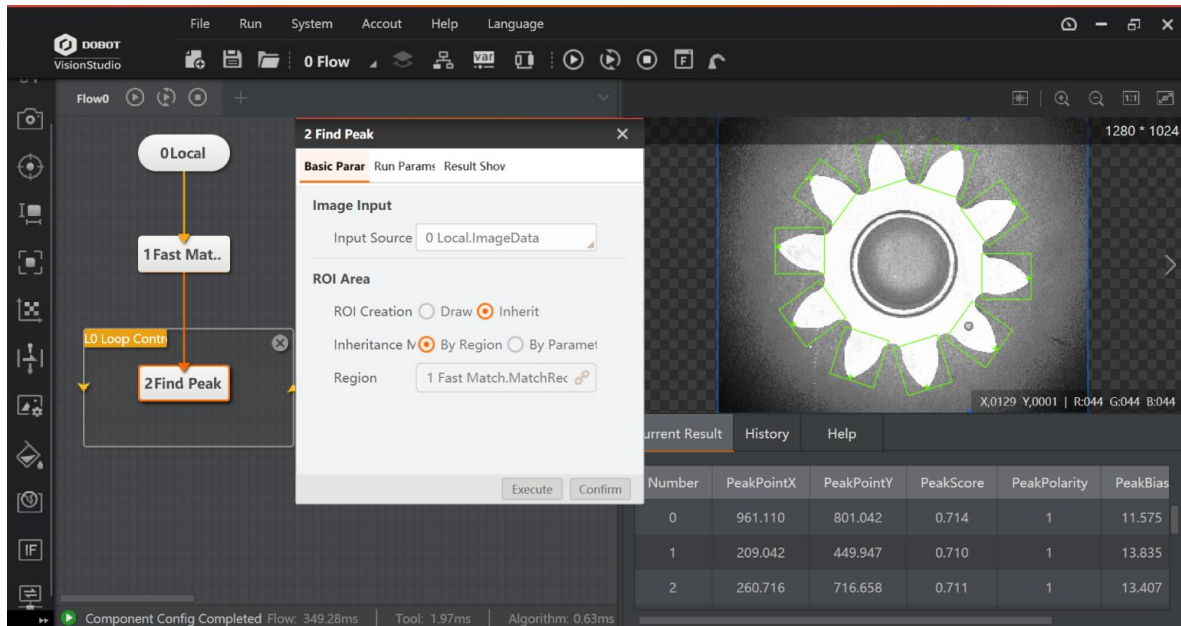 File Run System Accout Help Language
DOBOT
VisionStudio
0 Flow
var
F
Flow0
1:1
1280 * 1024
0Local
1Fast Mat..
L0 Loop Contr
2Find Peak
2 Find Peak
Basic Parar Run Params Result Shov
Image Input
Input Source 0 Local.ImageData
ROI Area
ROI Creation Draw Inherit
Inheritance M By Region By Paramet
Region 1 Fast Match.MatchRec
Execute Confirm
X,0129 Y,0001 | R:044 G:044 B:044
urrent Result History Help
Number PeakPointX PeakPointY PeakScore PeakPolarity PeakBias
0 961.110 801.042 0.714 1 11.575
1 209.042 449.947 0.710 1 13.835
2 260.716 716.658 0.711 1 13.407
IF
Component Config Completed Flow: 349.28ms Tool: 1.97ms Algorithm: 0.63ms